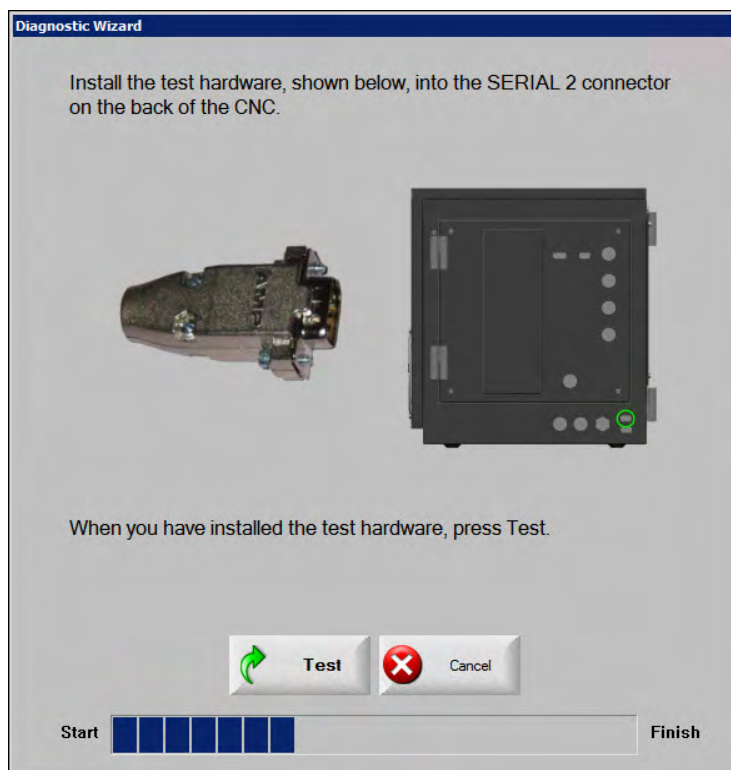 Diagnostic Wizard
Install the test hardware, shown below, into the SERIAL 2 connector
on the back of the CNC.
AMP
When you have installed the test hardware, press Test.
Test
Cancel
Start
Finish